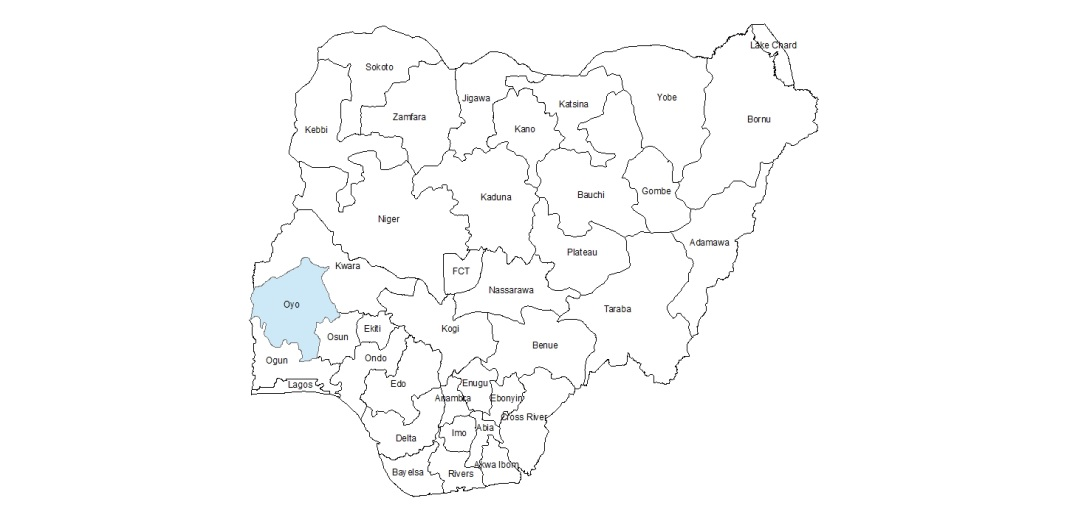 Lake Chard
Sokoto
Jigawa
Katsina
Yobe
Zamfara
Kebbi
Kano
Bornu
Kaduna
Bauchi
Gombe
Niger
Adamawa
Plateau
Kwara
FCT
Nassarawa
Oyo
Taraba
Osun
Ekiti
Kogi
Benue
Ogun
Ondo
Lagos
Edo
Enugu
Anambra
Ebonyin
Cross River
Delta
Imo
Abia
Akwa Ibom
Bayelsa
Rivers